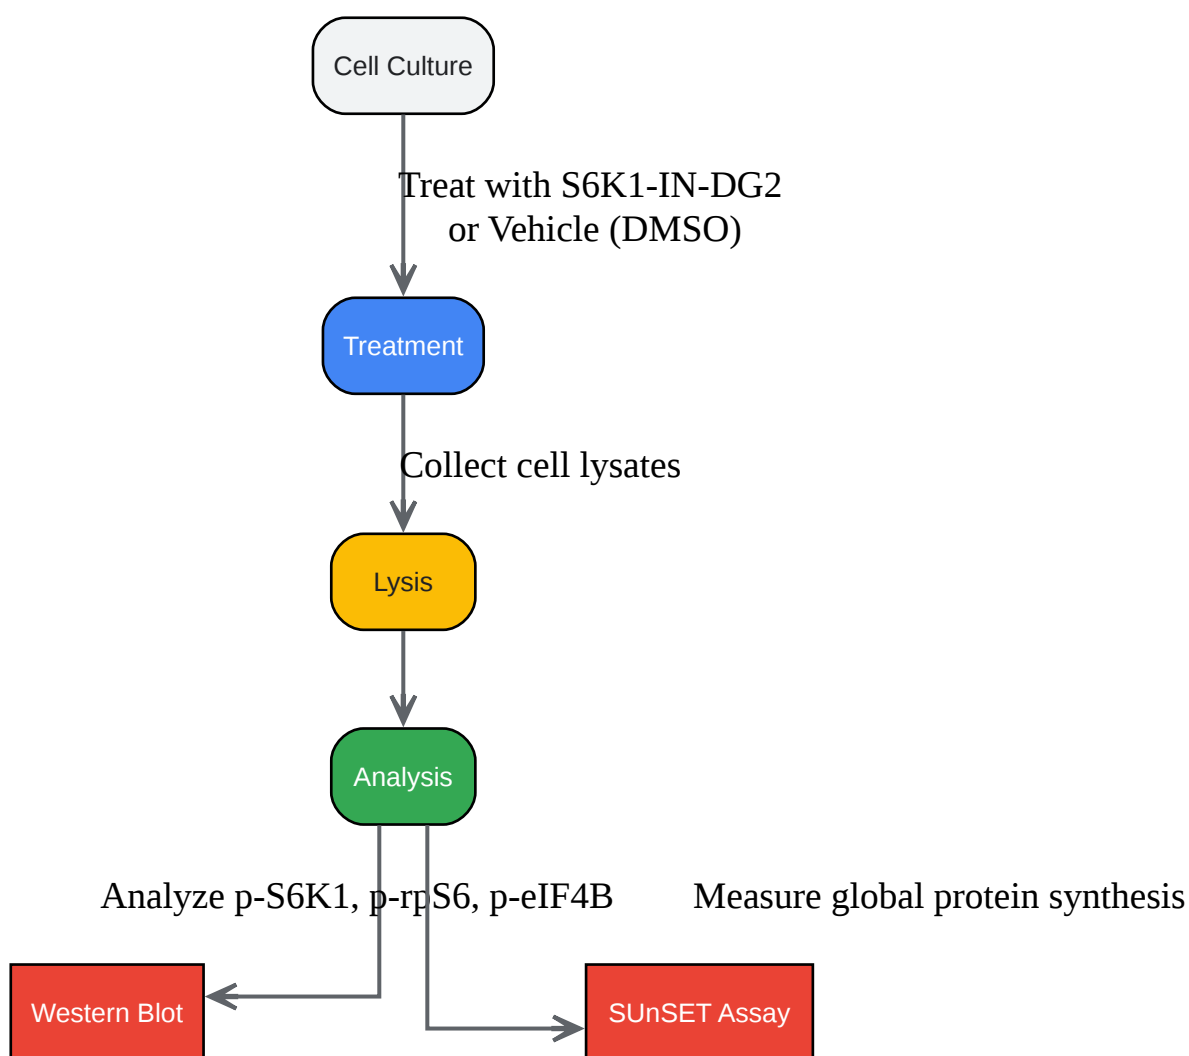 Cell Culture
Treat with S6K1-IN-DG2
or Vehicle (DMSO)
Treatment
Collect cell lysates
Lysis
Analysis
Analyze p-S6K1, p-rpS6, p-eIF4B
Measure global protein synthesis
Western Blot
SUnSET Assay